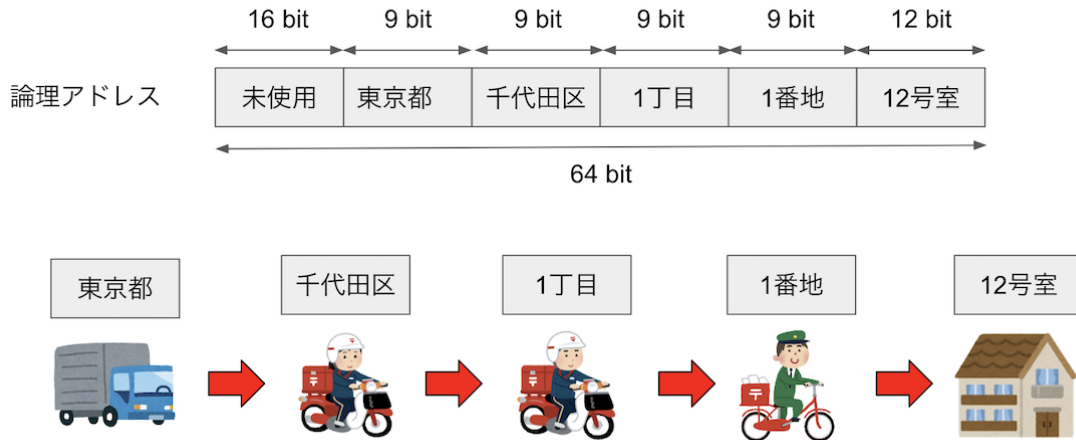 16 bit 9 bit 9 bit 9 bit 9 bit 12 bit
論理アドレス 未使用 東京都 千代田区 1丁目 1番地 12号室
64 bit
東京都 千代田区 1丁目 1番地 12号室